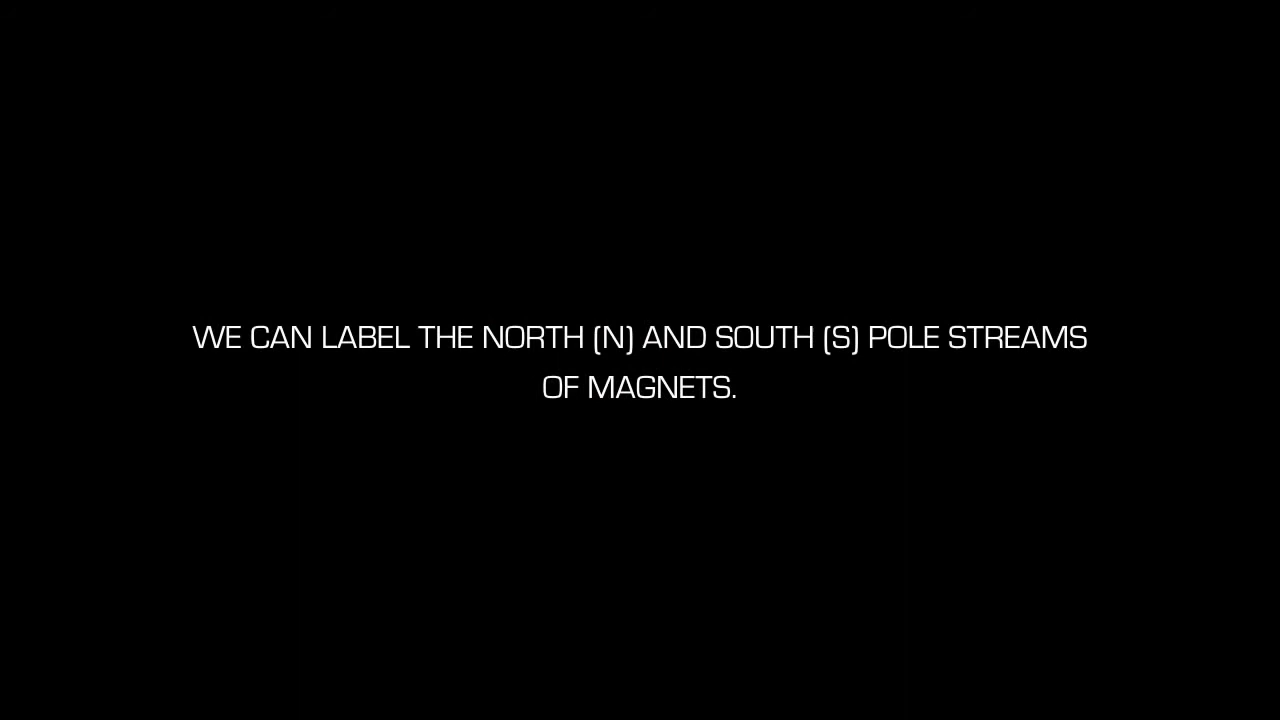 WE CAN LABEL THE NORTH (N) AND SOUTH (S) POLE STREAMS
OF MAGNETS.